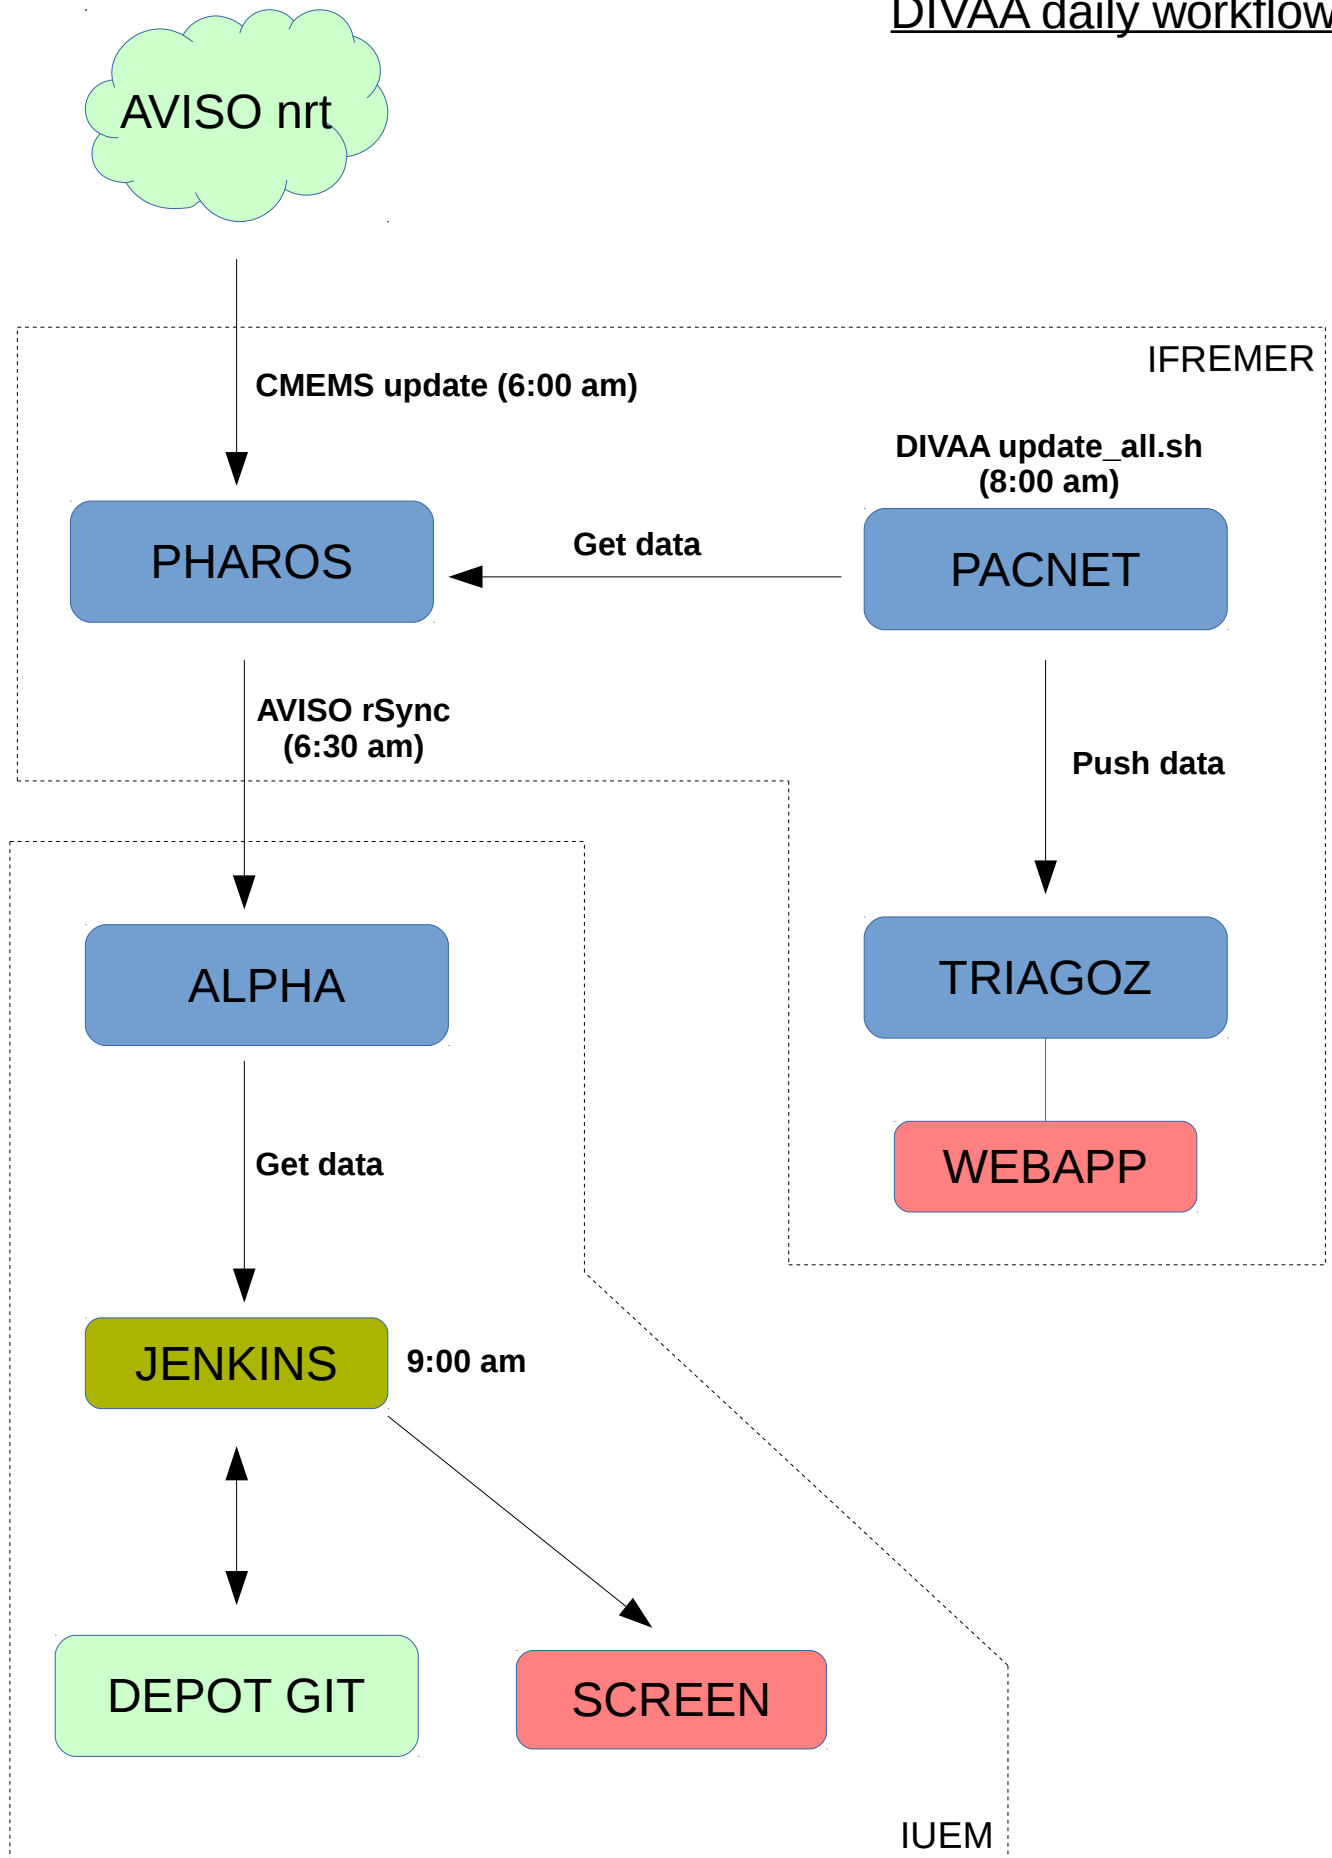 DIVAA daily workflow
AVISO nrt
IFREMER
CMEMS update (6:00 am)
DIVAA update_all.sh
(8:00 am)
PHAROS
Get data
PACNET
AVISO rSync
(6:30 am)
Push data
ALPHA
TRIAGOZ
Get data
WEBAPP
JENKINS
9:00 am
DEPOT GIT
SCREEN
IUEM